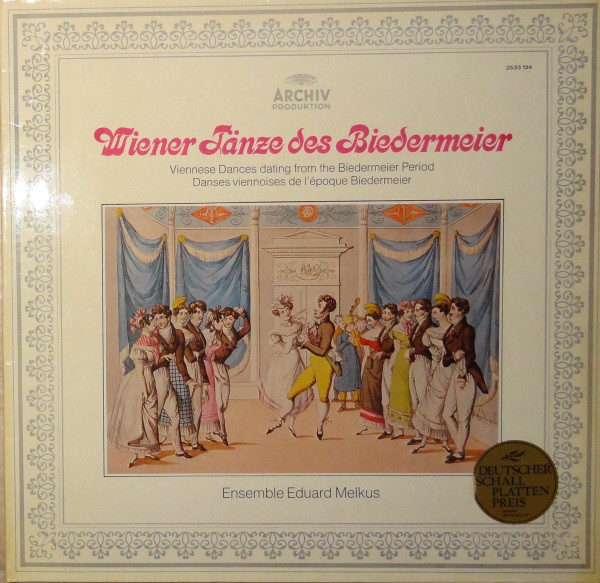 2533 194
ARCHIV
PRODUKTION
Wiener Tänze des Biedermeier
Viennese Dances dating from the Biedermeier Period
Danses viennoises de l'époque Biedermeier
Ensemble Eduard Melkus
DEUTSCHER
SCHALL
PLATTEN
PREIS